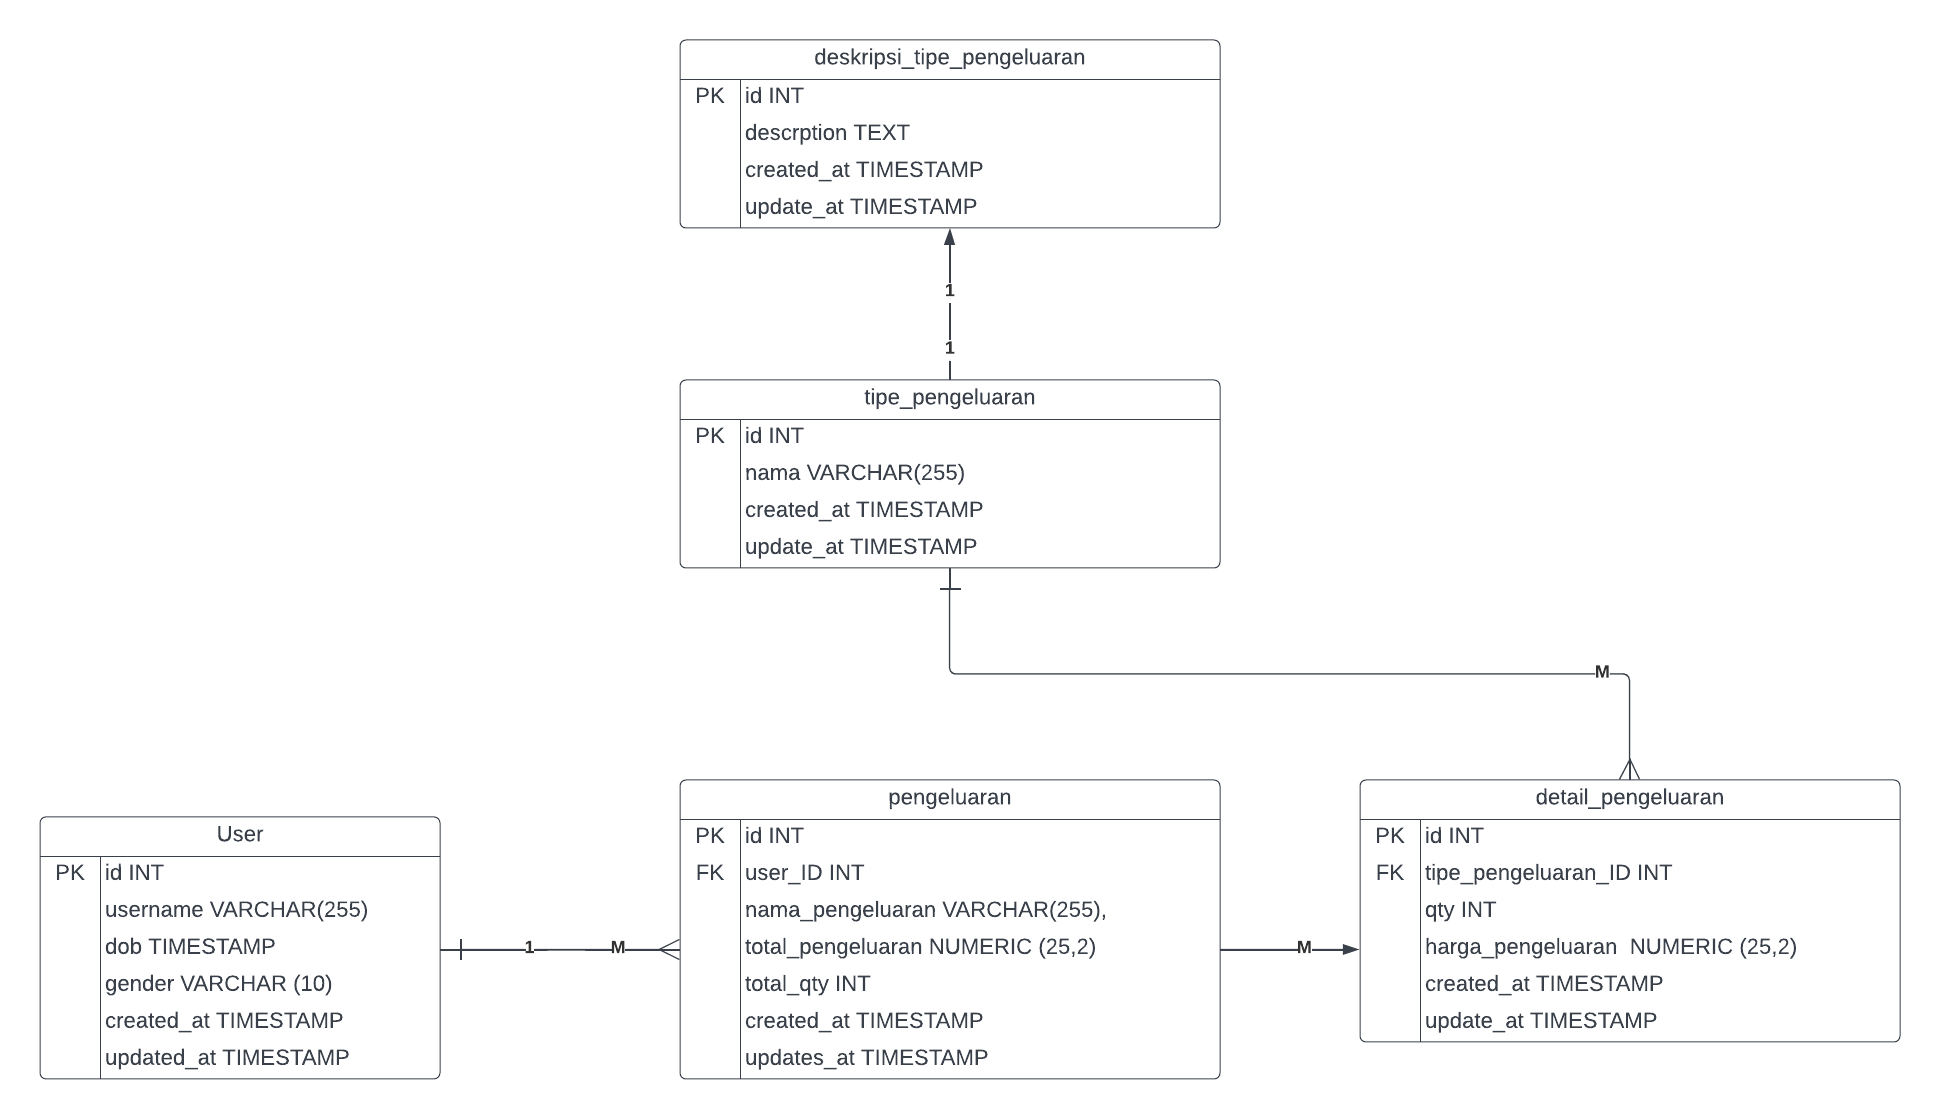 deskripsi_tipe_pengeluaran
PK id INT
descrption TEXT
created_at TIMESTAMP
update_at TIMESTAMP
1
1
tipe_pengeluaran
PK id INT
nama VARCHAR(255)
created_at TIMESTAMP
update_at TIMESTAMP
M
User
PK id INT
username VARCHAR(255)
dob TIMESTAMP
gender VARCHAR (10)
created_at TIMESTAMP
updated_at TIMESTAMP
1
M
pengeluaran
PK id INT
FK user_ID INT
nama_pengeluaran VARCHAR(255),
total_pengeluaran NUMERIC (25,2)
total_qty INT
created_at TIMESTAMP
updates_at TIMESTAMP
M
detail_pengeluaran
PK id INT
FK tipe_pengeluaran_ID INT
qty INT
harga_pengeluaran  NUMERIC (25,2)
created_at TIMESTAMP
update_at TIMESTAMP